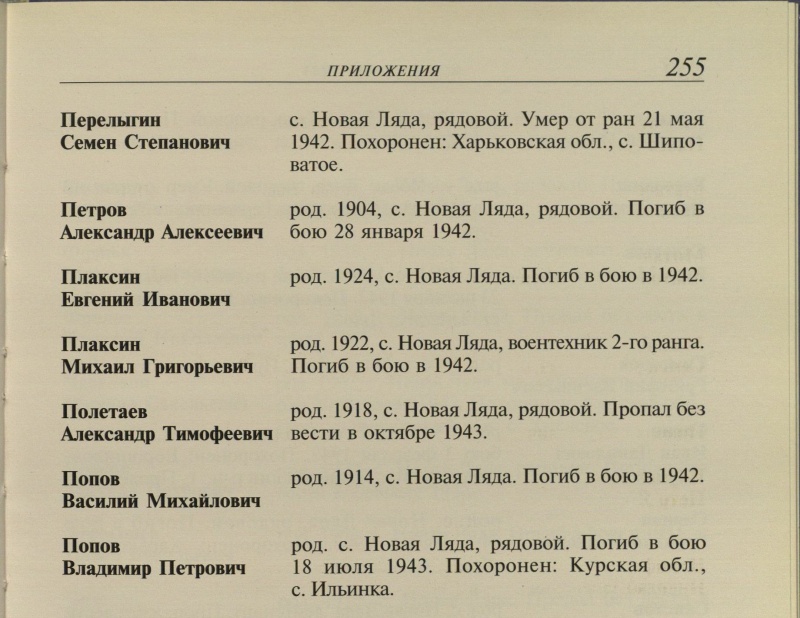 ПРИЛОЖЕНИЯ 255
Перелыгин с. Новая Ляда, рядовой. Умер от ран 21 мая
Семен Степанович 1942. Похоронен: Харьковская обл., с. Шипо-
ватое.
Петров род. 1904, с. Новая Ляда, рядовой. Погиб в
Александр Алексеевич бою 28 января 1942.
Плаксин род. 1924, с. Новая Ляда. Погиб в бою в 1942.
Евгений Иванович
Плаксин род. 1922, с. Новая Ляда, воентехник 2-го ранга.
Михаил Григорьевич Погиб в бою в 1942.
Полетаев род. 1918, с. Новая Ляда, рядовой. Пропал без
Александр Тимофеевич вести в октябре 1943.
Попов род. 1914, с. Новая Ляда. Погиб в бою в 1942.
Василий Михайлович
Попов род. с. Новая Ляда, рядовой. Погиб в бою
Владимир Петрович 18 июля 1943. Похоронен: Курская обл.,
с. Ильинка.